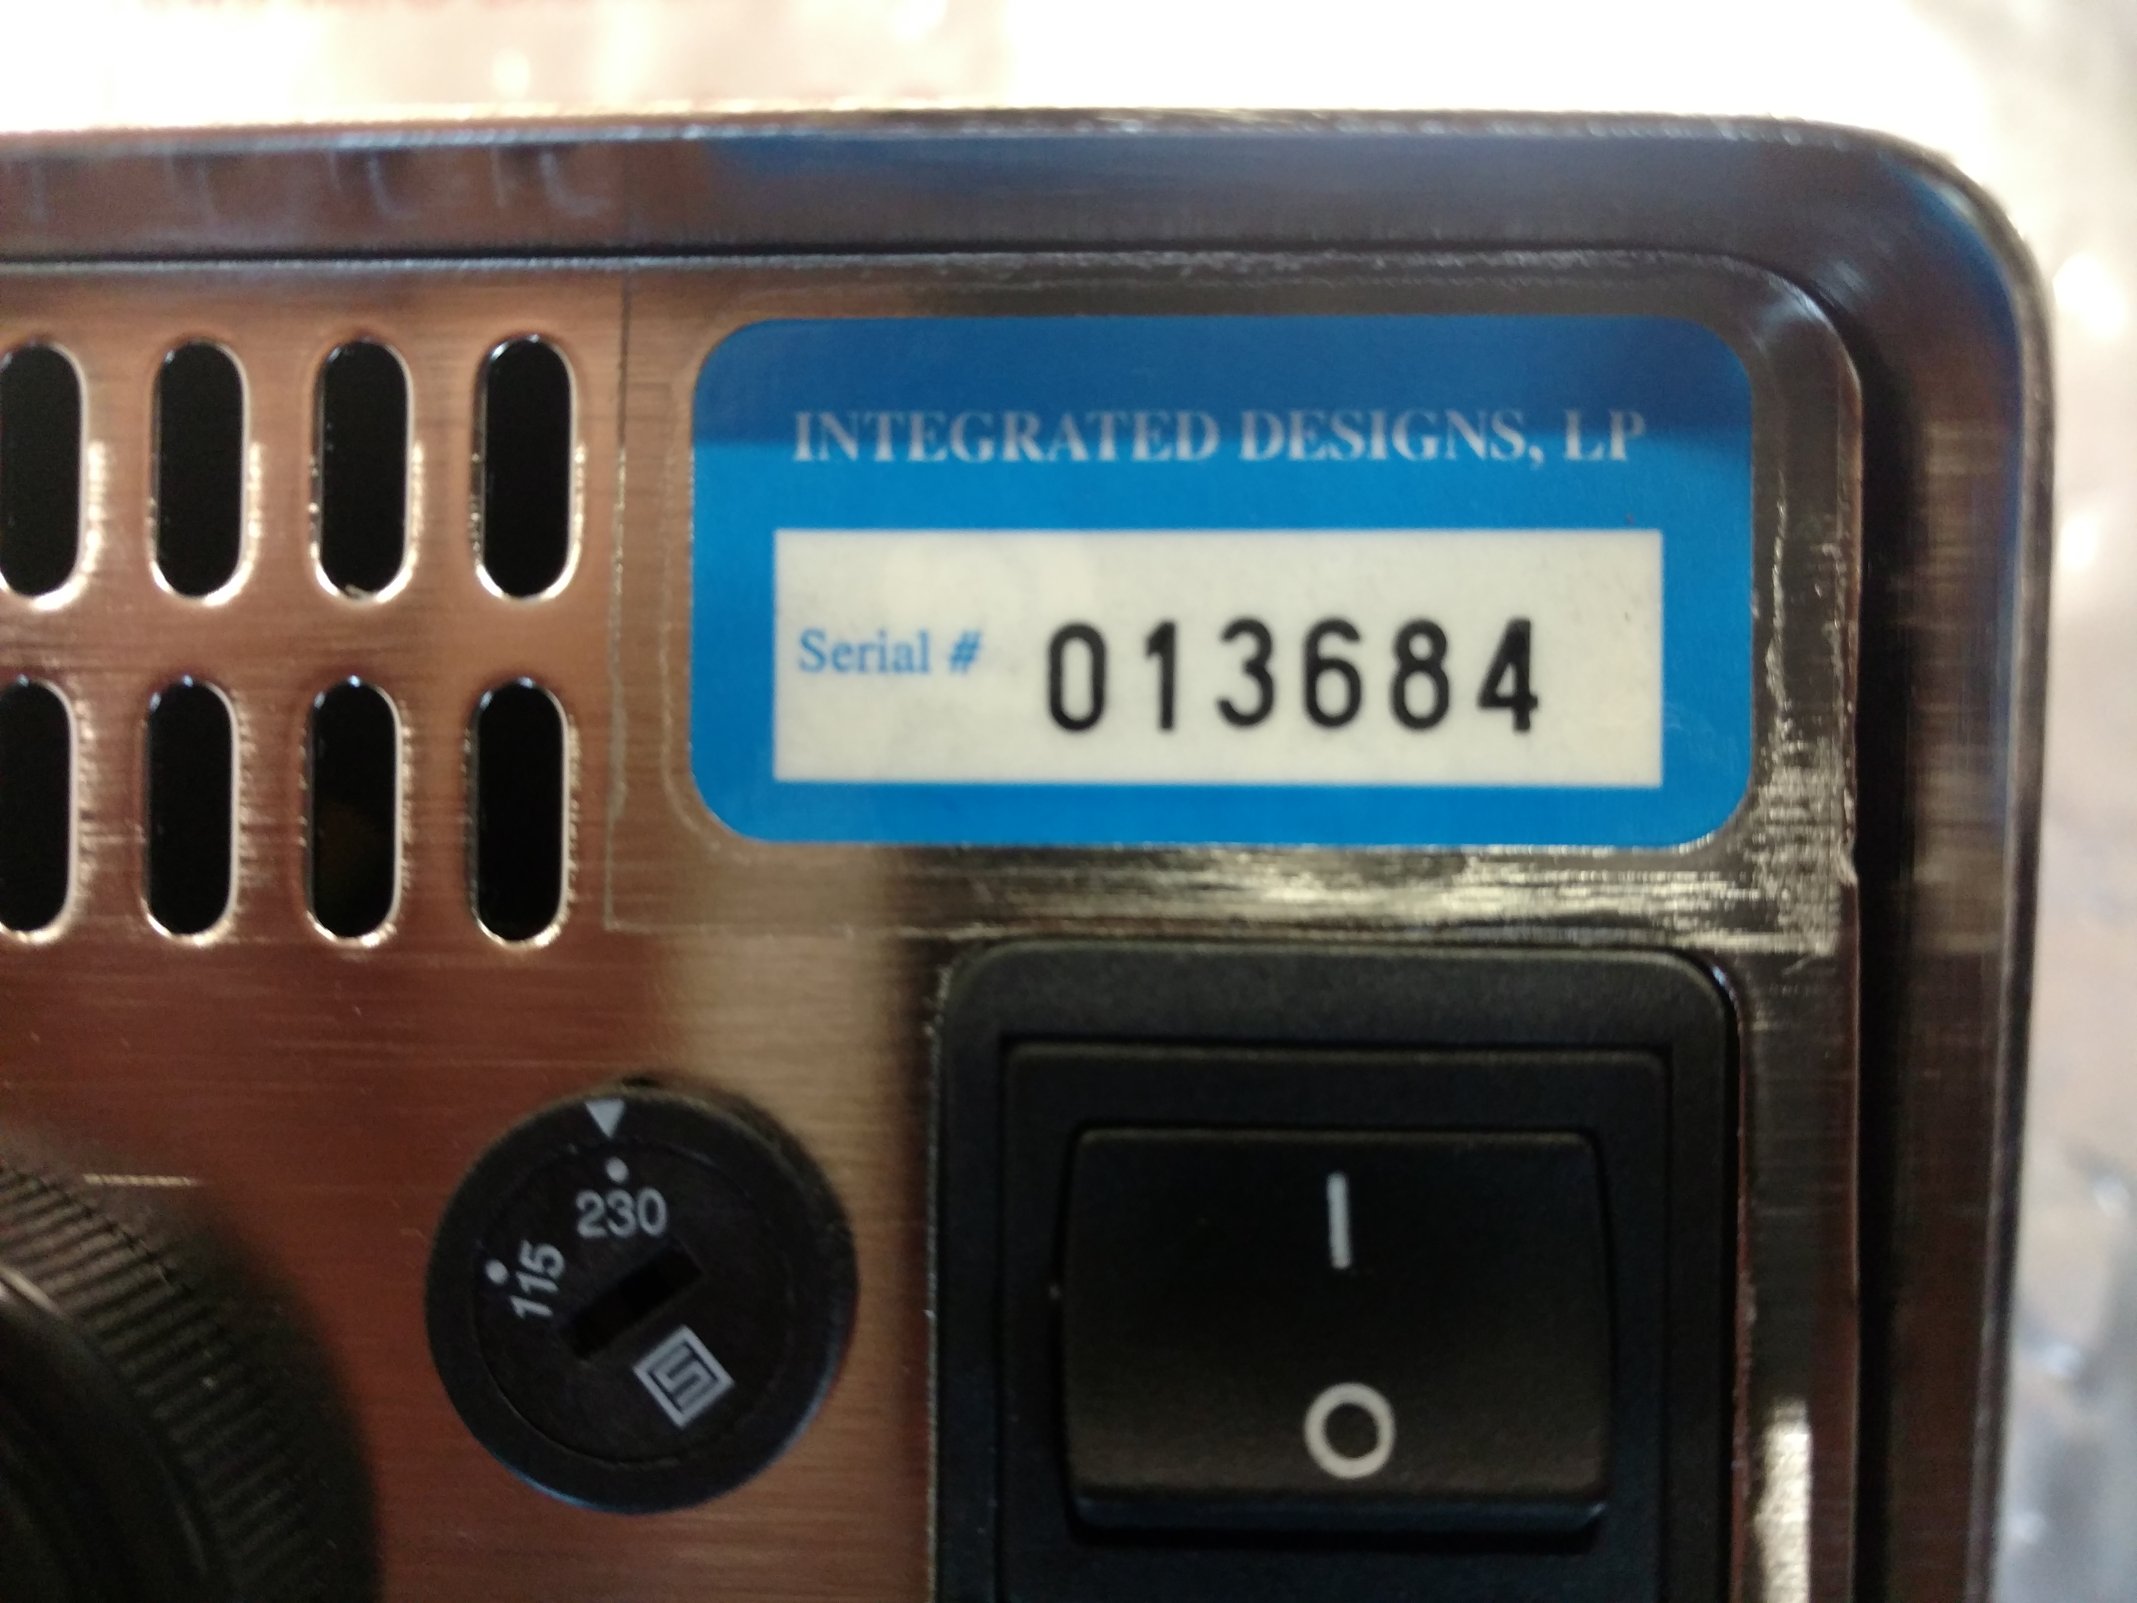 INTEGRATED DESIGNS, LP
Serial # 013684
230
115
I
O